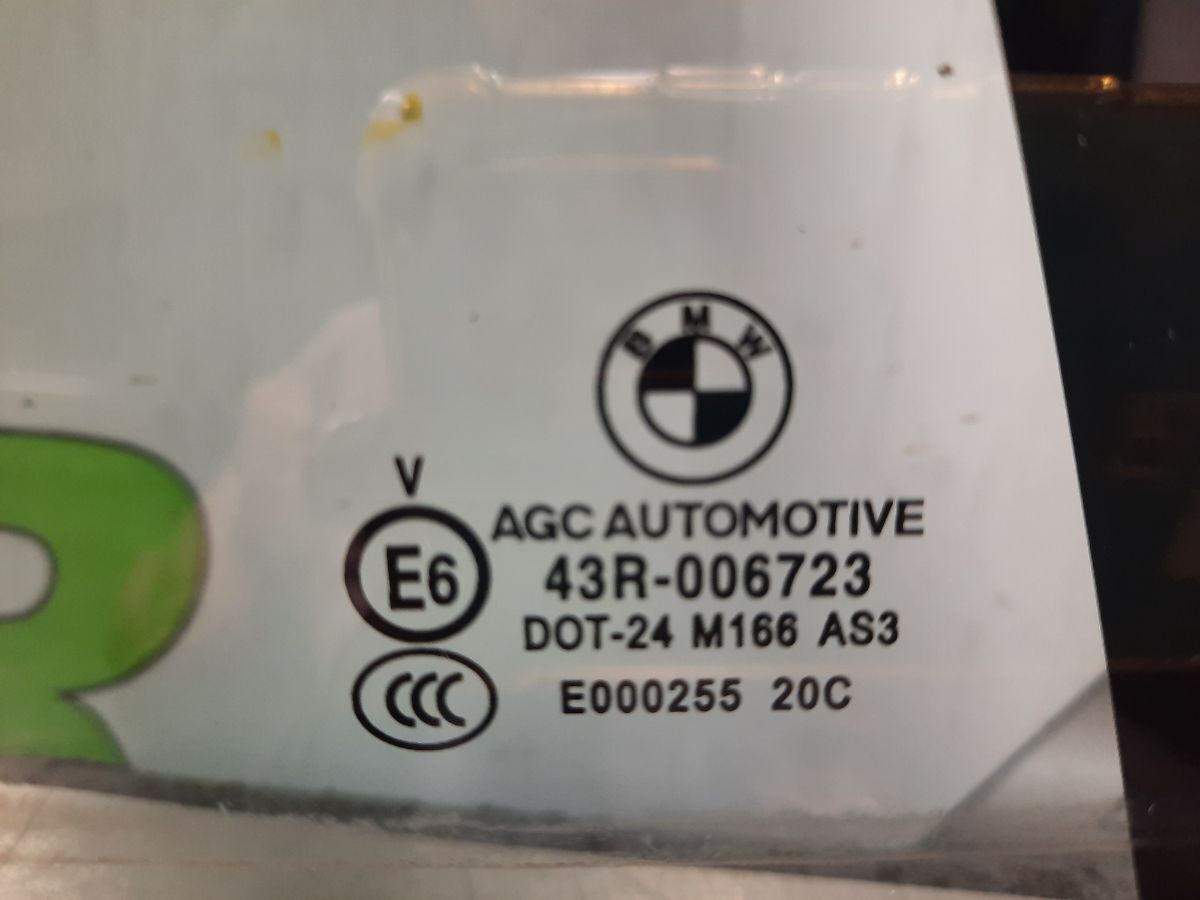 BMW
V
AGC AUTOMOTIVE
E6
43R-006723
DOT-24 M166 AS3
CCC
E000255 20C
R